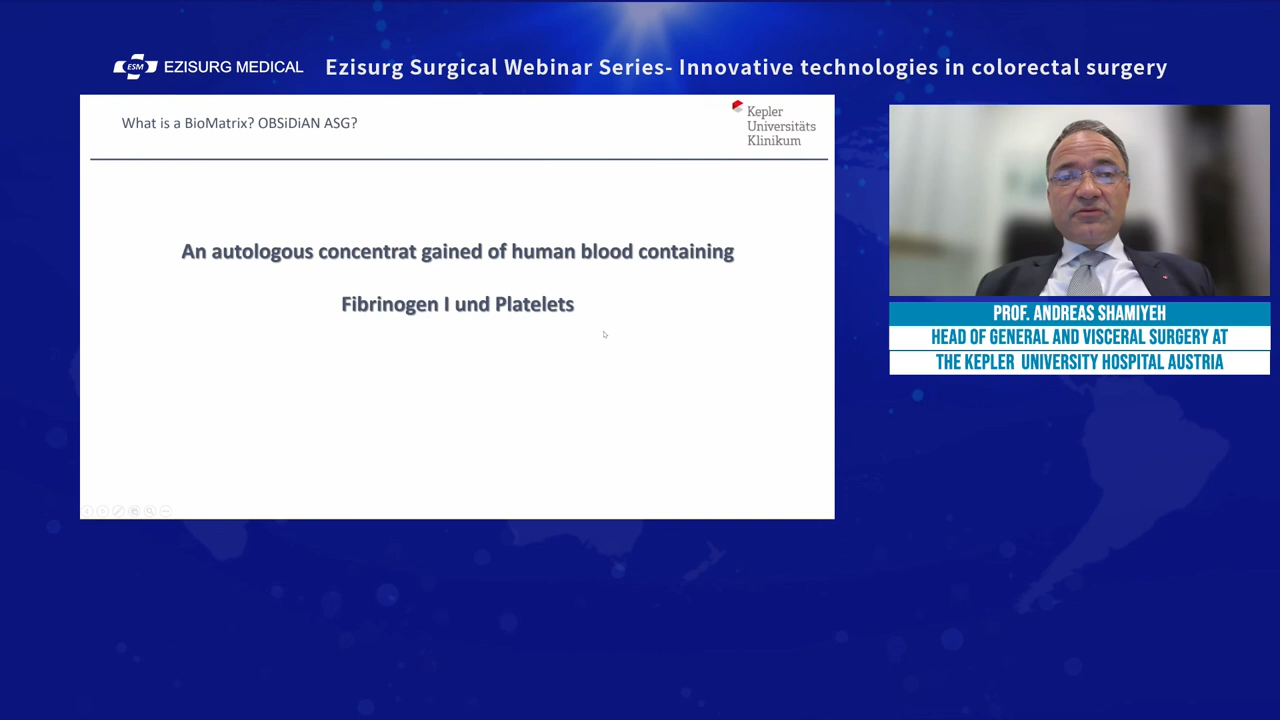 ESM EZISURG MEDICAL
Ezisurg Surgical Webinar Series- Innovative technologies in colorectal surgery
What is a BioMatrix? OBSiDiAN ASG?
Kepler
Universitäts
Klinikum
An autologous concentrat gained of human blood containing
Fibrinogen I und Platelets
PROF. ANDREAS SHAMIYEH
HEAD OF GENERAL AND VISCERAL SURGERY AT
THE KEPLER UNIVERSITY HOSPITAL AUSTRIA